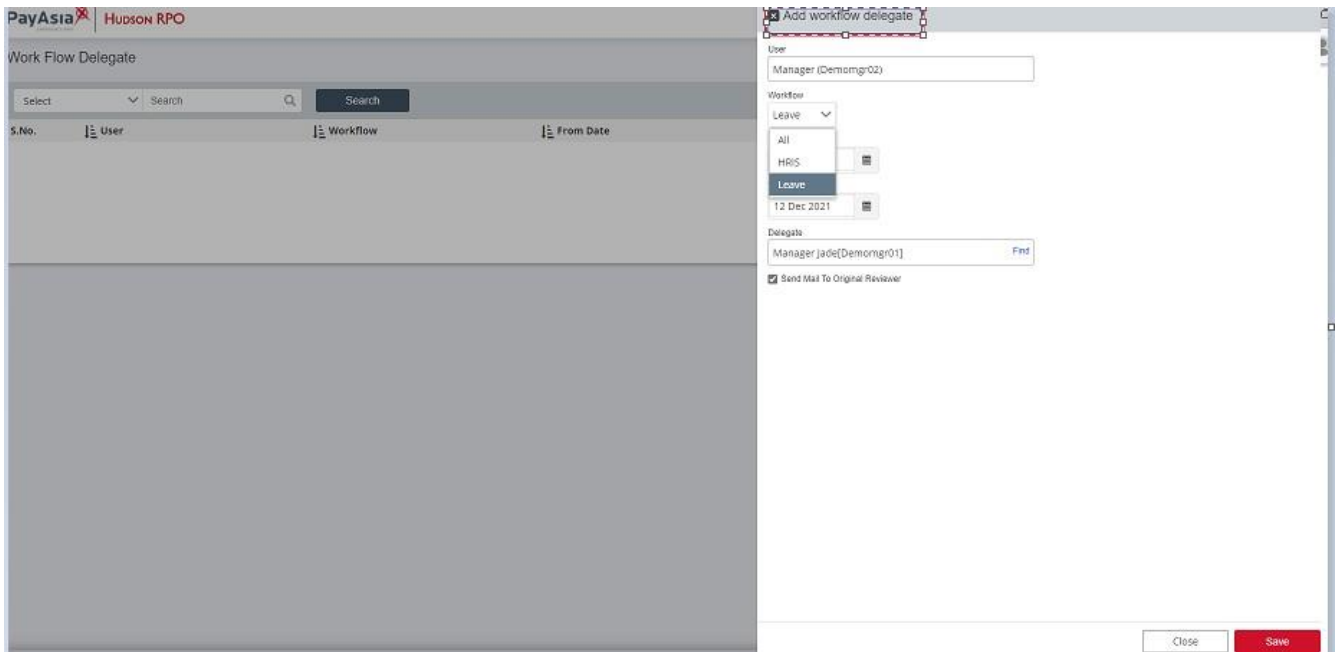 PayAsia HUDSON RPO
Work Flow Delegate
Select Search Search
S.No. User Workflow From Date
Add workflow delegate
User
Manager (Demomgr02)
Workflow
Leave
All
HRIS
Leave
12 Dec 2021
Delegate
Manager Jade[Demomgr01] Find
Send Mail To Original Reviewer
Close Save